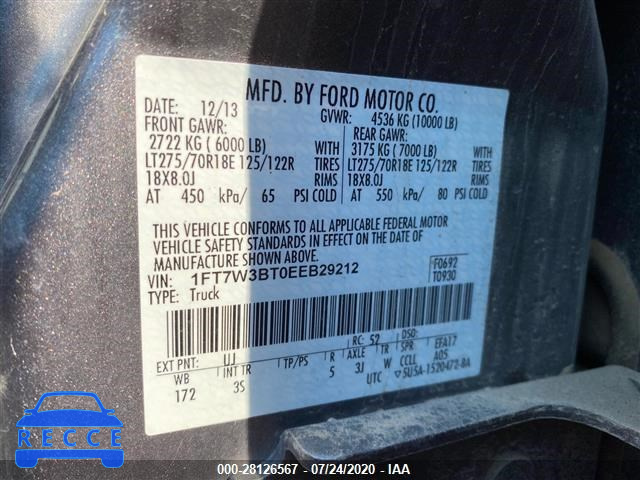 MFD. BY FORD MOTOR CO.
DATE: 12/13 GVWR: 4536 KG (10000 LB)
FRONT GAWR: REAR GAWR:
2722 KG ( 6000 LB) WITH 3175 KG ( 7000 LB) WITH
LT275/70R18E 125/122R TIRES LT275/70R18E 125/122R TIRES
18X8.0J RIMS 18X8.0J RIMS
AT 450 kPa/ 65 PSI COLD AT 550 kPa/ 80 PSI COLD
THIS VEHICLE CONFORMS TO ALL APPLICABLE FEDERAL MOTOR
VEHICLE SAFETY STANDARDS IN EFFECT ON THE DATE OF
MANUFACTURE SHOWN ABOVE.
VIN: 1FT7W3BT0EEB29212 F0692
TYPE: Truck T0930
RC: 52 DSO:
EXT PNT: UJ EFA17
WB INT TR TP/PS R AXLE TR SPR
172 3S 5 3J W CCLL A05
UTC ▽5U5A-1520472-BA
RECCE
000-28126567 - 07/24/2020 - IAA